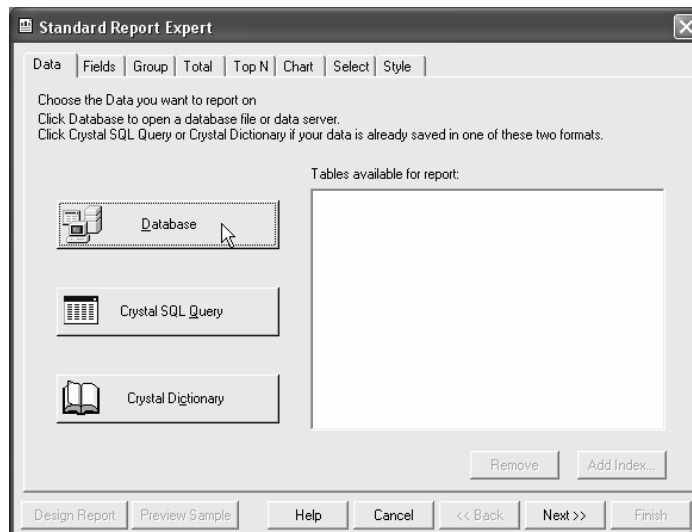 Standard Report Expert
Data Fields Group Total Top N Chart Select Style
Choose the Data you want to report on
Click Database to open a database file or data server.
Click Crystal SQL Query or Crystal Dictionary if your data is already saved in one of these two formats.
Tables available for report:
Database
Crystal SQL Query
Crystal Dictionary
Remove Add Index...
Design Report Preview Sample Help Cancel << Back Next >> Finish